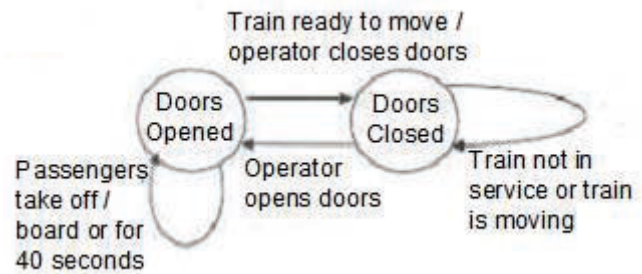 Train ready to move /
operator closes doors
Doors
Opened
Doors
Closed
Passengers
take off /
board or for
40 seconds
Operator
opens doors
Train not in
service or train
is moving